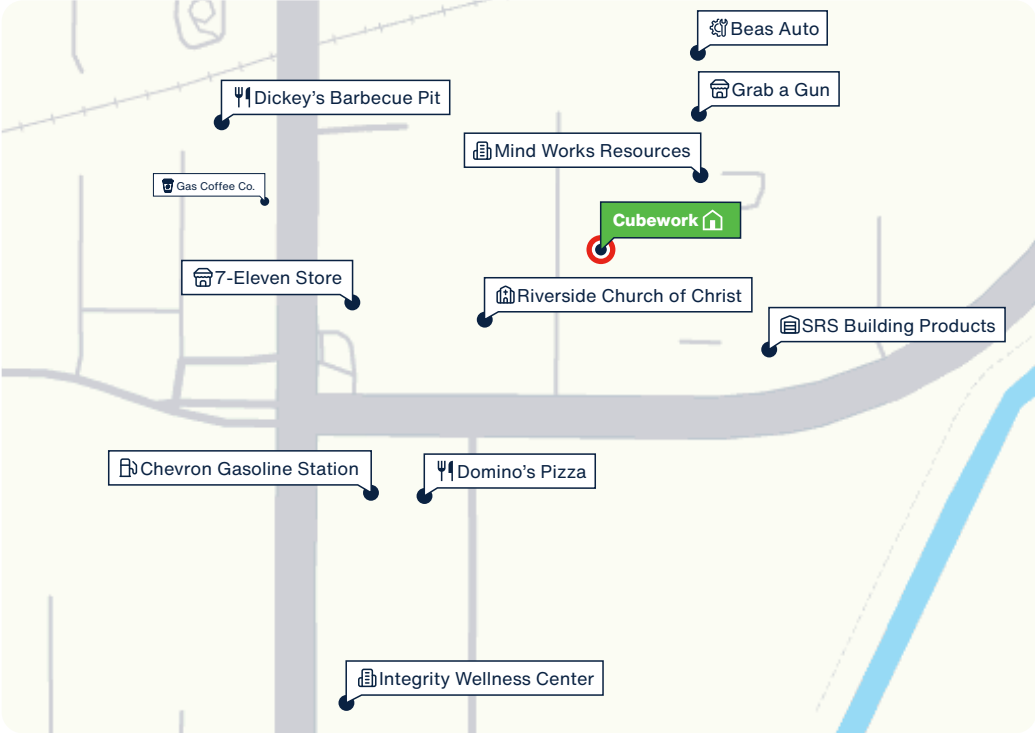 Beas Auto
Grab a Gun
Dickey’s Barbecue Pit
Mind Works Resources
Gas Coffee Co.
Cubework
7-Eleven Store
Riverside Church of Christ
SRS Building Products
Chevron Gasoline Station
Domino’s Pizza
Integrity Wellness Center